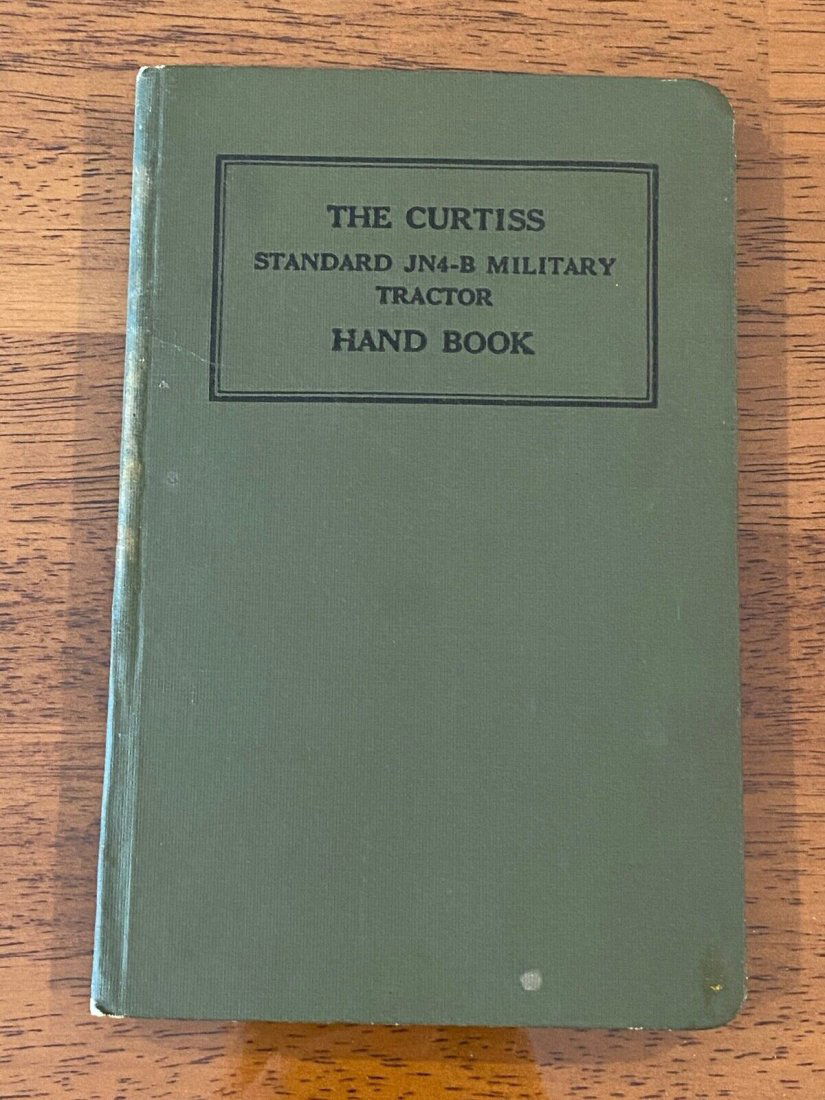 THE CURTISS
STANDARD JN4-B MILITARY
TRACTOR
HAND BOOK